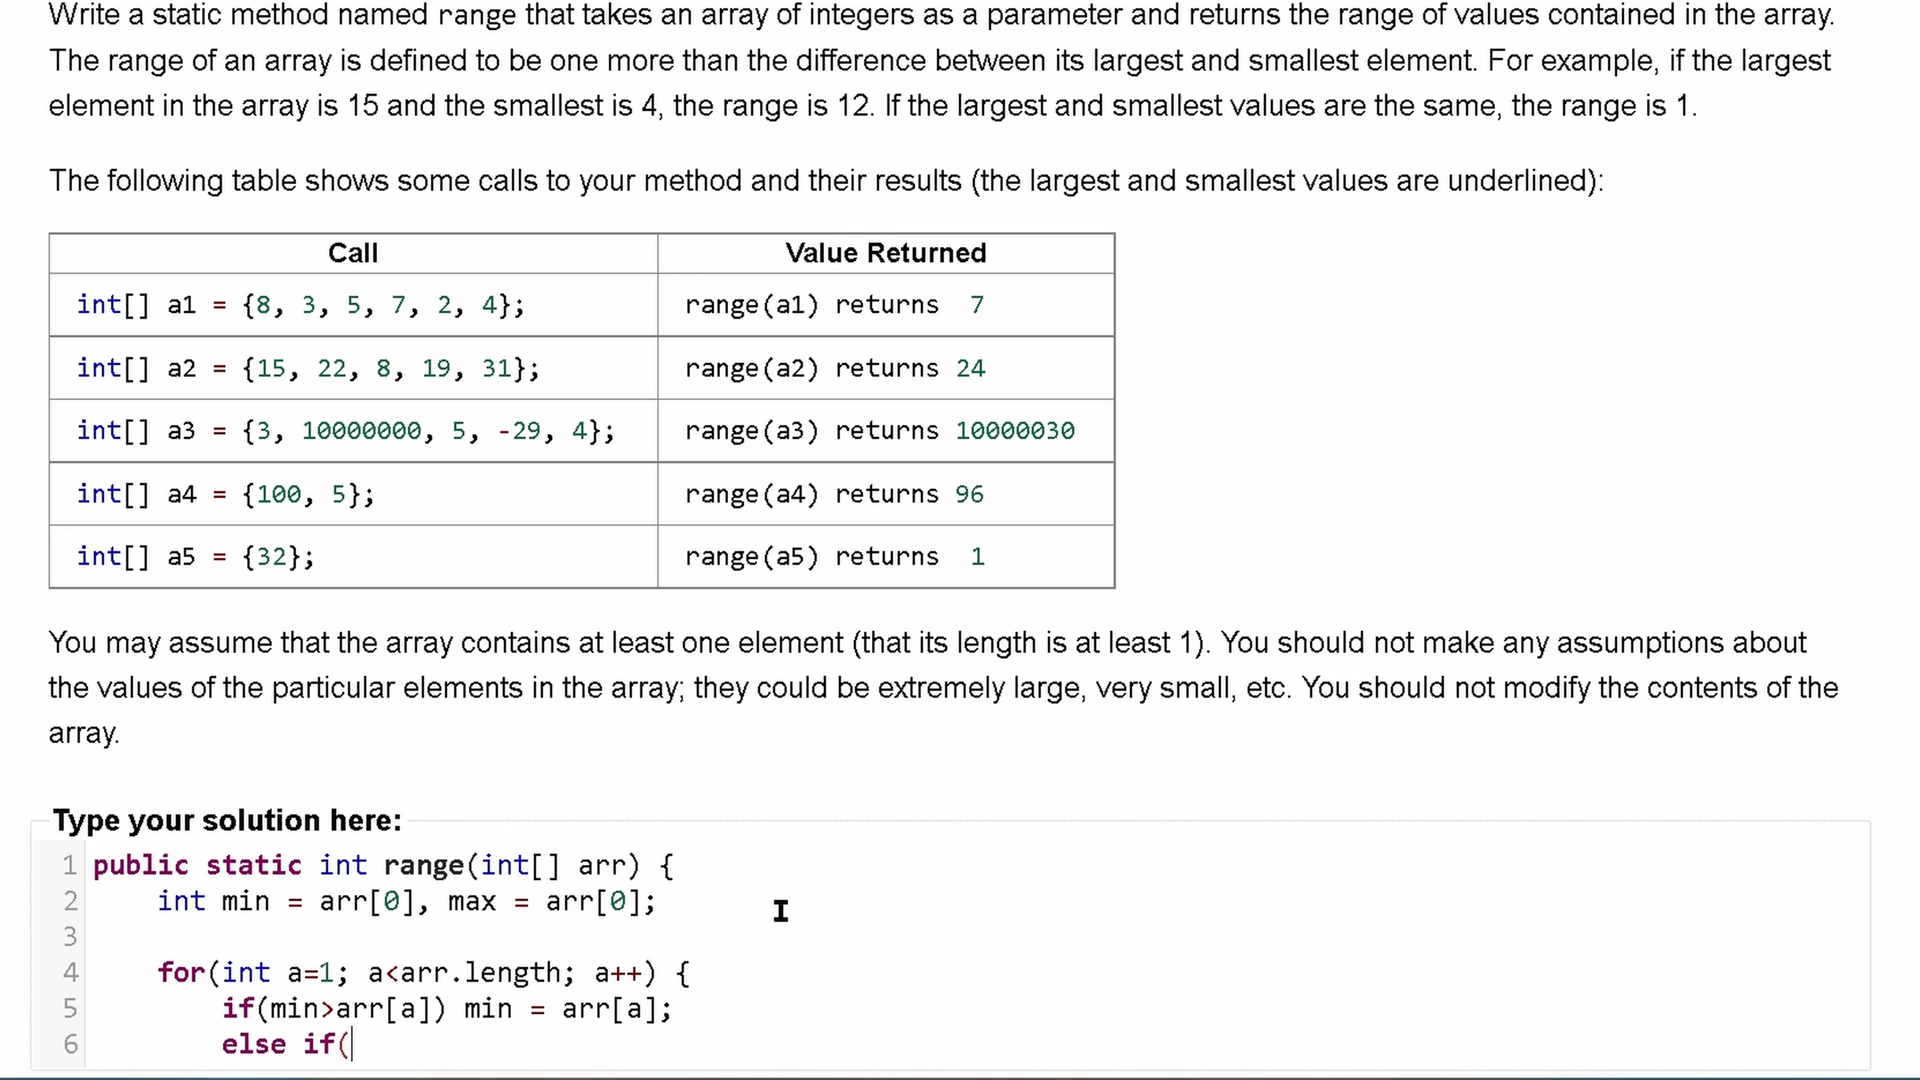 Write a static method named range that takes an array of integers as a parameter and returns the range of values contained in the array.
The range of an array is defined to be one more than the difference between its largest and smallest element. For example, if the largest
element in the array is 15 and the smallest is 4, the range is 12. If the largest and smallest values are the same, the range is 1.
The following table shows some calls to your method and their results (the largest and smallest values are underlined):
Call Value Returned
int[] a1 = {8, 3, 5, 7, 2, 4}; range(a1) returns 7
int[] a2 = {15, 22, 8, 19, 31}; range(a2) returns 24
int[] a3 = {3, 10000000, 5, -29, 4}; range(a3) returns 10000030
int[] a4 = {100, 5}; range(a4) returns 96
int[] a5 = {32}; range(a5) returns 1
You may assume that the array contains at least one element (that its length is at least 1). You should not make any assumptions about
the values of the particular elements in the array; they could be extremely large, very small, etc. You should not modify the contents of the
array.
Type your solution here:
1 public static int range(int[] arr) {
2 int min = arr[0], max = arr[0];
3
4 for(int a=1; a<arr.length; a++) {
5 if(min>arr[a]) min = arr[a];
6 else if(